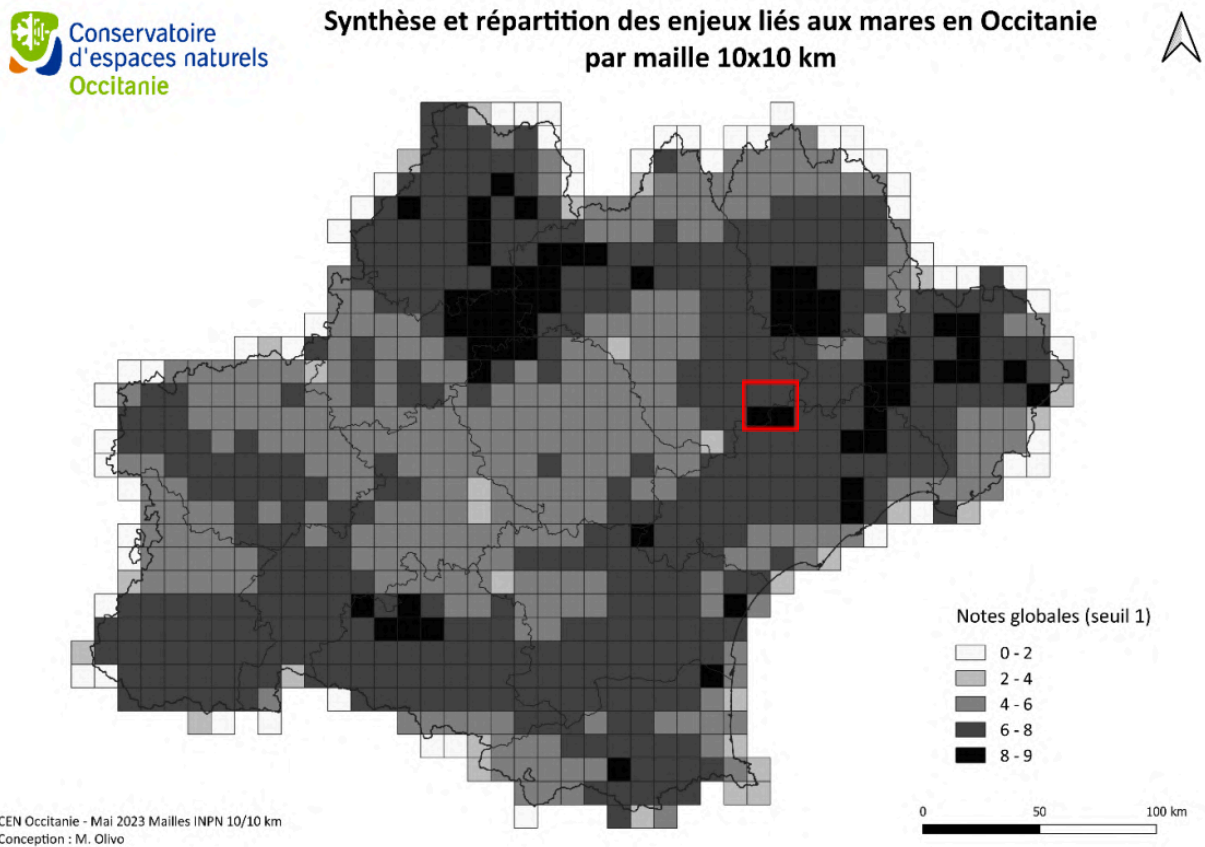 Conservatoire
d'espaces naturels
Occitanie
Synthèse et répartition des enjeux liés aux mares en Occitanie
par maille 10x10 km
Notes globales (seuil 1)
0 - 2
2 - 4
4 - 6
6 - 8
8 - 9
0 50 100 km
CEN Occitanie - Mai 2023 Mailles INPN 10/10 km
Conception : M. Olivo